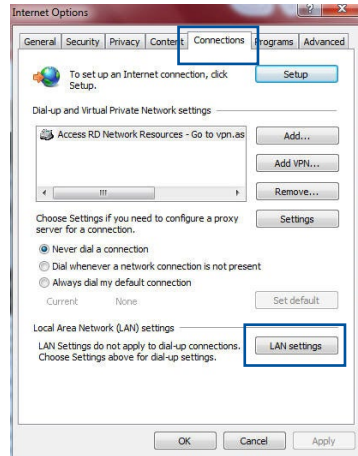 Internet Options
General Security Privacy Content Connections Programs Advanced
To set up an Internet connection, click
Setup.
Setup
Dial-up and Virtual Private Network settings
Access RD Network Resources - Go to vpn.as
Add...
Add VPN...
Remove...
Choose Settings if you need to configure a proxy
server for a connection.
Settings
Never dial a connection
Dial whenever a network connection is not present
Always dial my default connection
Current None
Set default
Local Area Network (LAN) settings
LAN Settings do not apply to dial-up connections.
Choose Settings above for dial-up settings.
LAN settings
OK Cancel Apply